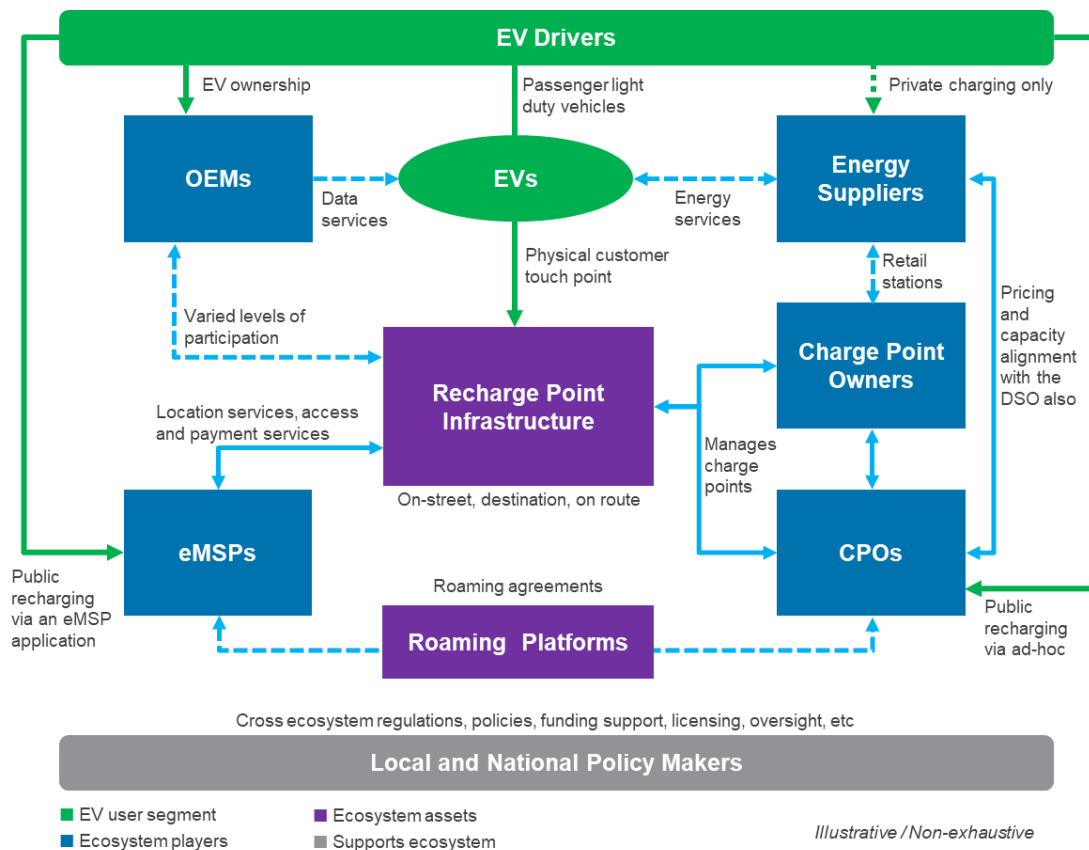 EV Drivers
EV ownership
Passenger light
duty vehicles
Private charging only
OEMs
EVs
Energy
Suppliers
Data
services
Energy
services
Physical customer
touch point
Retail
stations
Pricing
and
capacity
alignment
with the
DSO also
Varied levels of
participation
Recharge Point
Infrastructure
Charge Point
Owners
Location services, access
and payment services
Manages
charge
points
On-street, destination, on route
eMSPs
CPOs
Public
recharging
via an eMSP
application
Roaming agreements
Roaming Platforms
Public
recharging
via ad-hoc
Cross ecosystem regulations, policies, funding support, licensing, oversight, etc
Local and National Policy Makers
EV user segment
Ecosystem assets
Ecosystem players
Supports ecosystem
Illustrative / Non-exhaustive